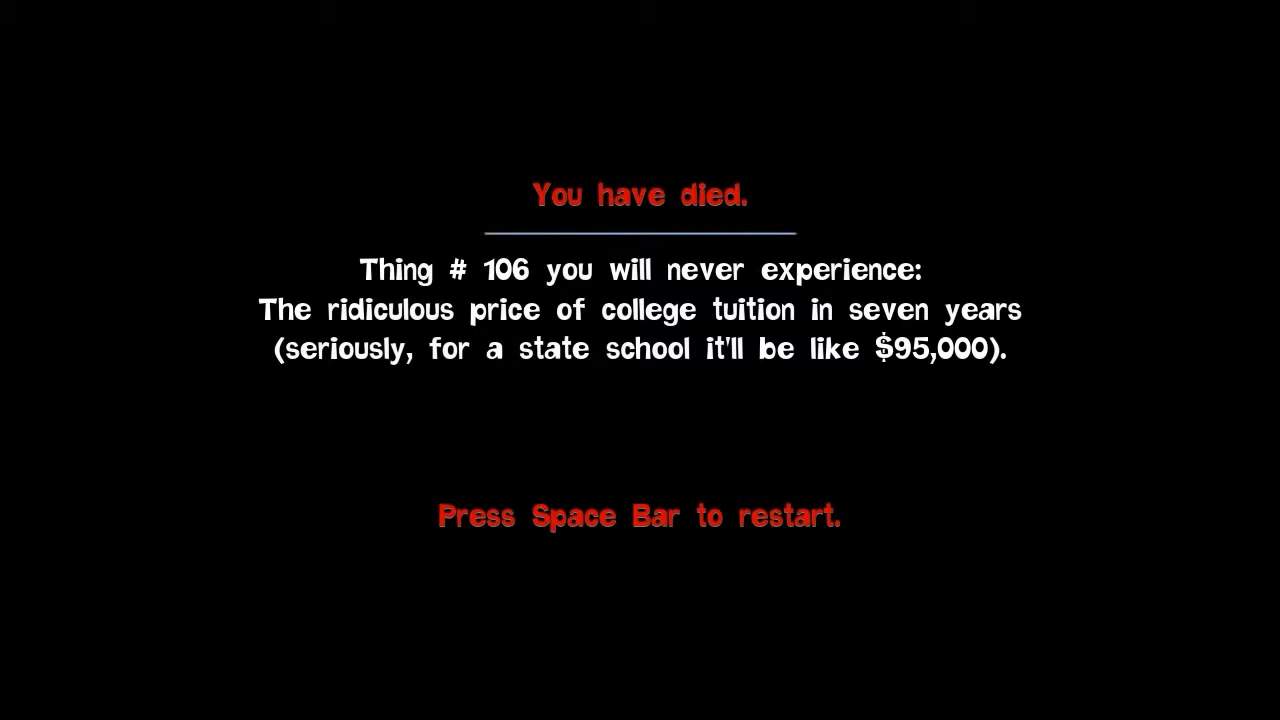 You have died.
Thing # 106 you will never experience:
The ridiculous price of college tuition in seven years
(seriously, for a state school it'll be like $95,000).
Press Space Bar to restart.